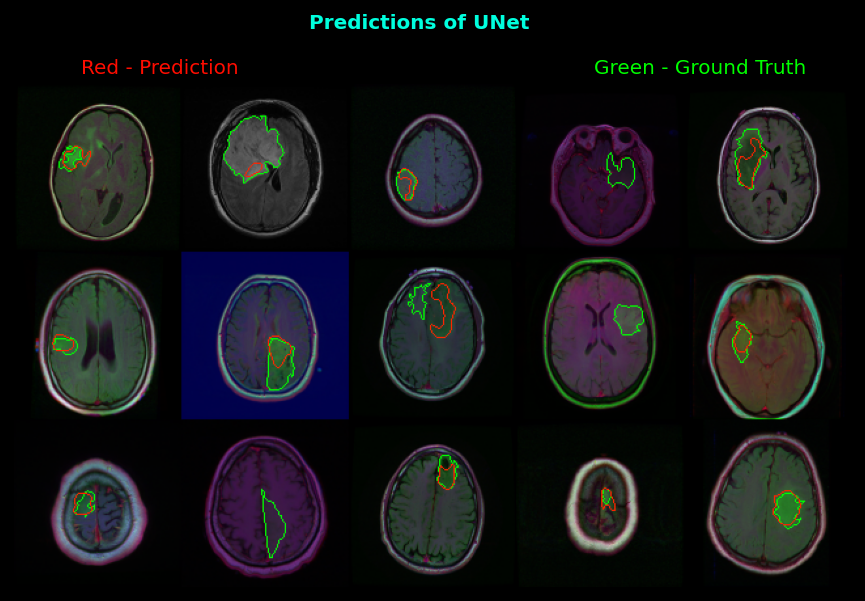 Predictions of UNet
Red - Prediction
Green - Ground Truth